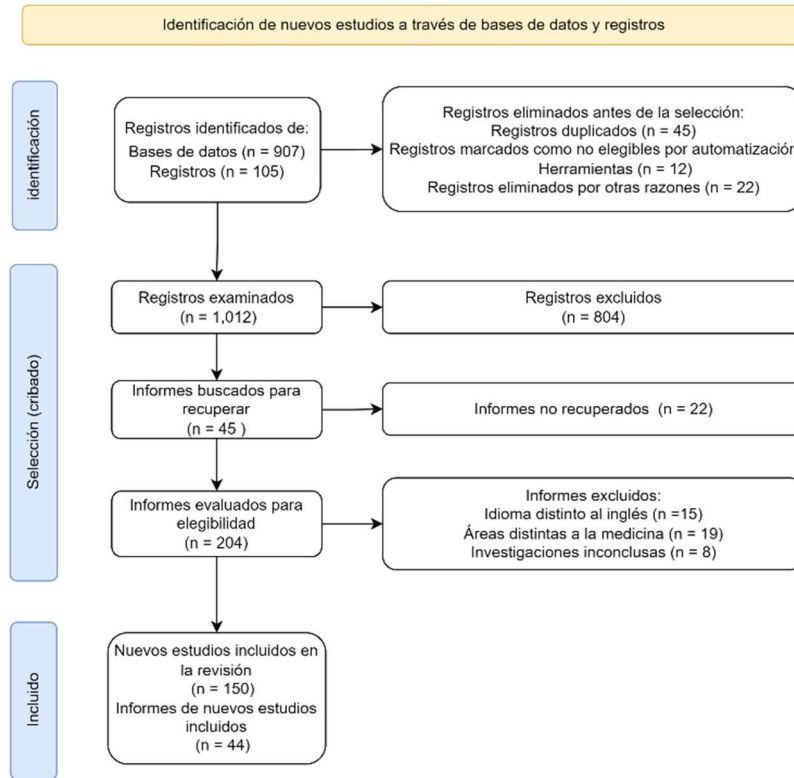 Identificación de nuevos estudios a través de bases de datos y registros
identificación
Registros identificados de:
Bases de datos (n = 907)
Registros (n = 105)
Registros eliminados antes de la selección:
Registros duplicados (n = 45)
Registros marcados como no elegibles por automatización
Herramientas (n = 12)
Registros eliminados por otras razones (n = 22)
Selección (cribado)
Registros examinados
(n = 1,012)
Registros excluidos
(n = 804)
Informes buscados para
recuperar
(n = 45 )
Informes no recuperados (n = 22)
Informes evaluados para
elegibilidad
(n = 204)
Informes excluidos:
Idioma distinto al inglés (n =15)
Áreas distintas a la medicina (n = 19)
Investigaciones inconclusas (n = 8)
Incluido
Nuevos estudios incluidos en
la revisión
(n = 150)
Informes de nuevos estudios
incluidos
(n = 44)